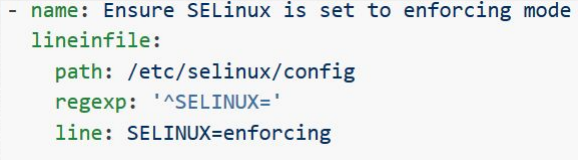 - name: Ensure SELinux is set to enforcing mode
  lineinfile:
    path: /etc/selinux/config
    regexp: '^SELINUX='
    line: SELINUX=enforcing